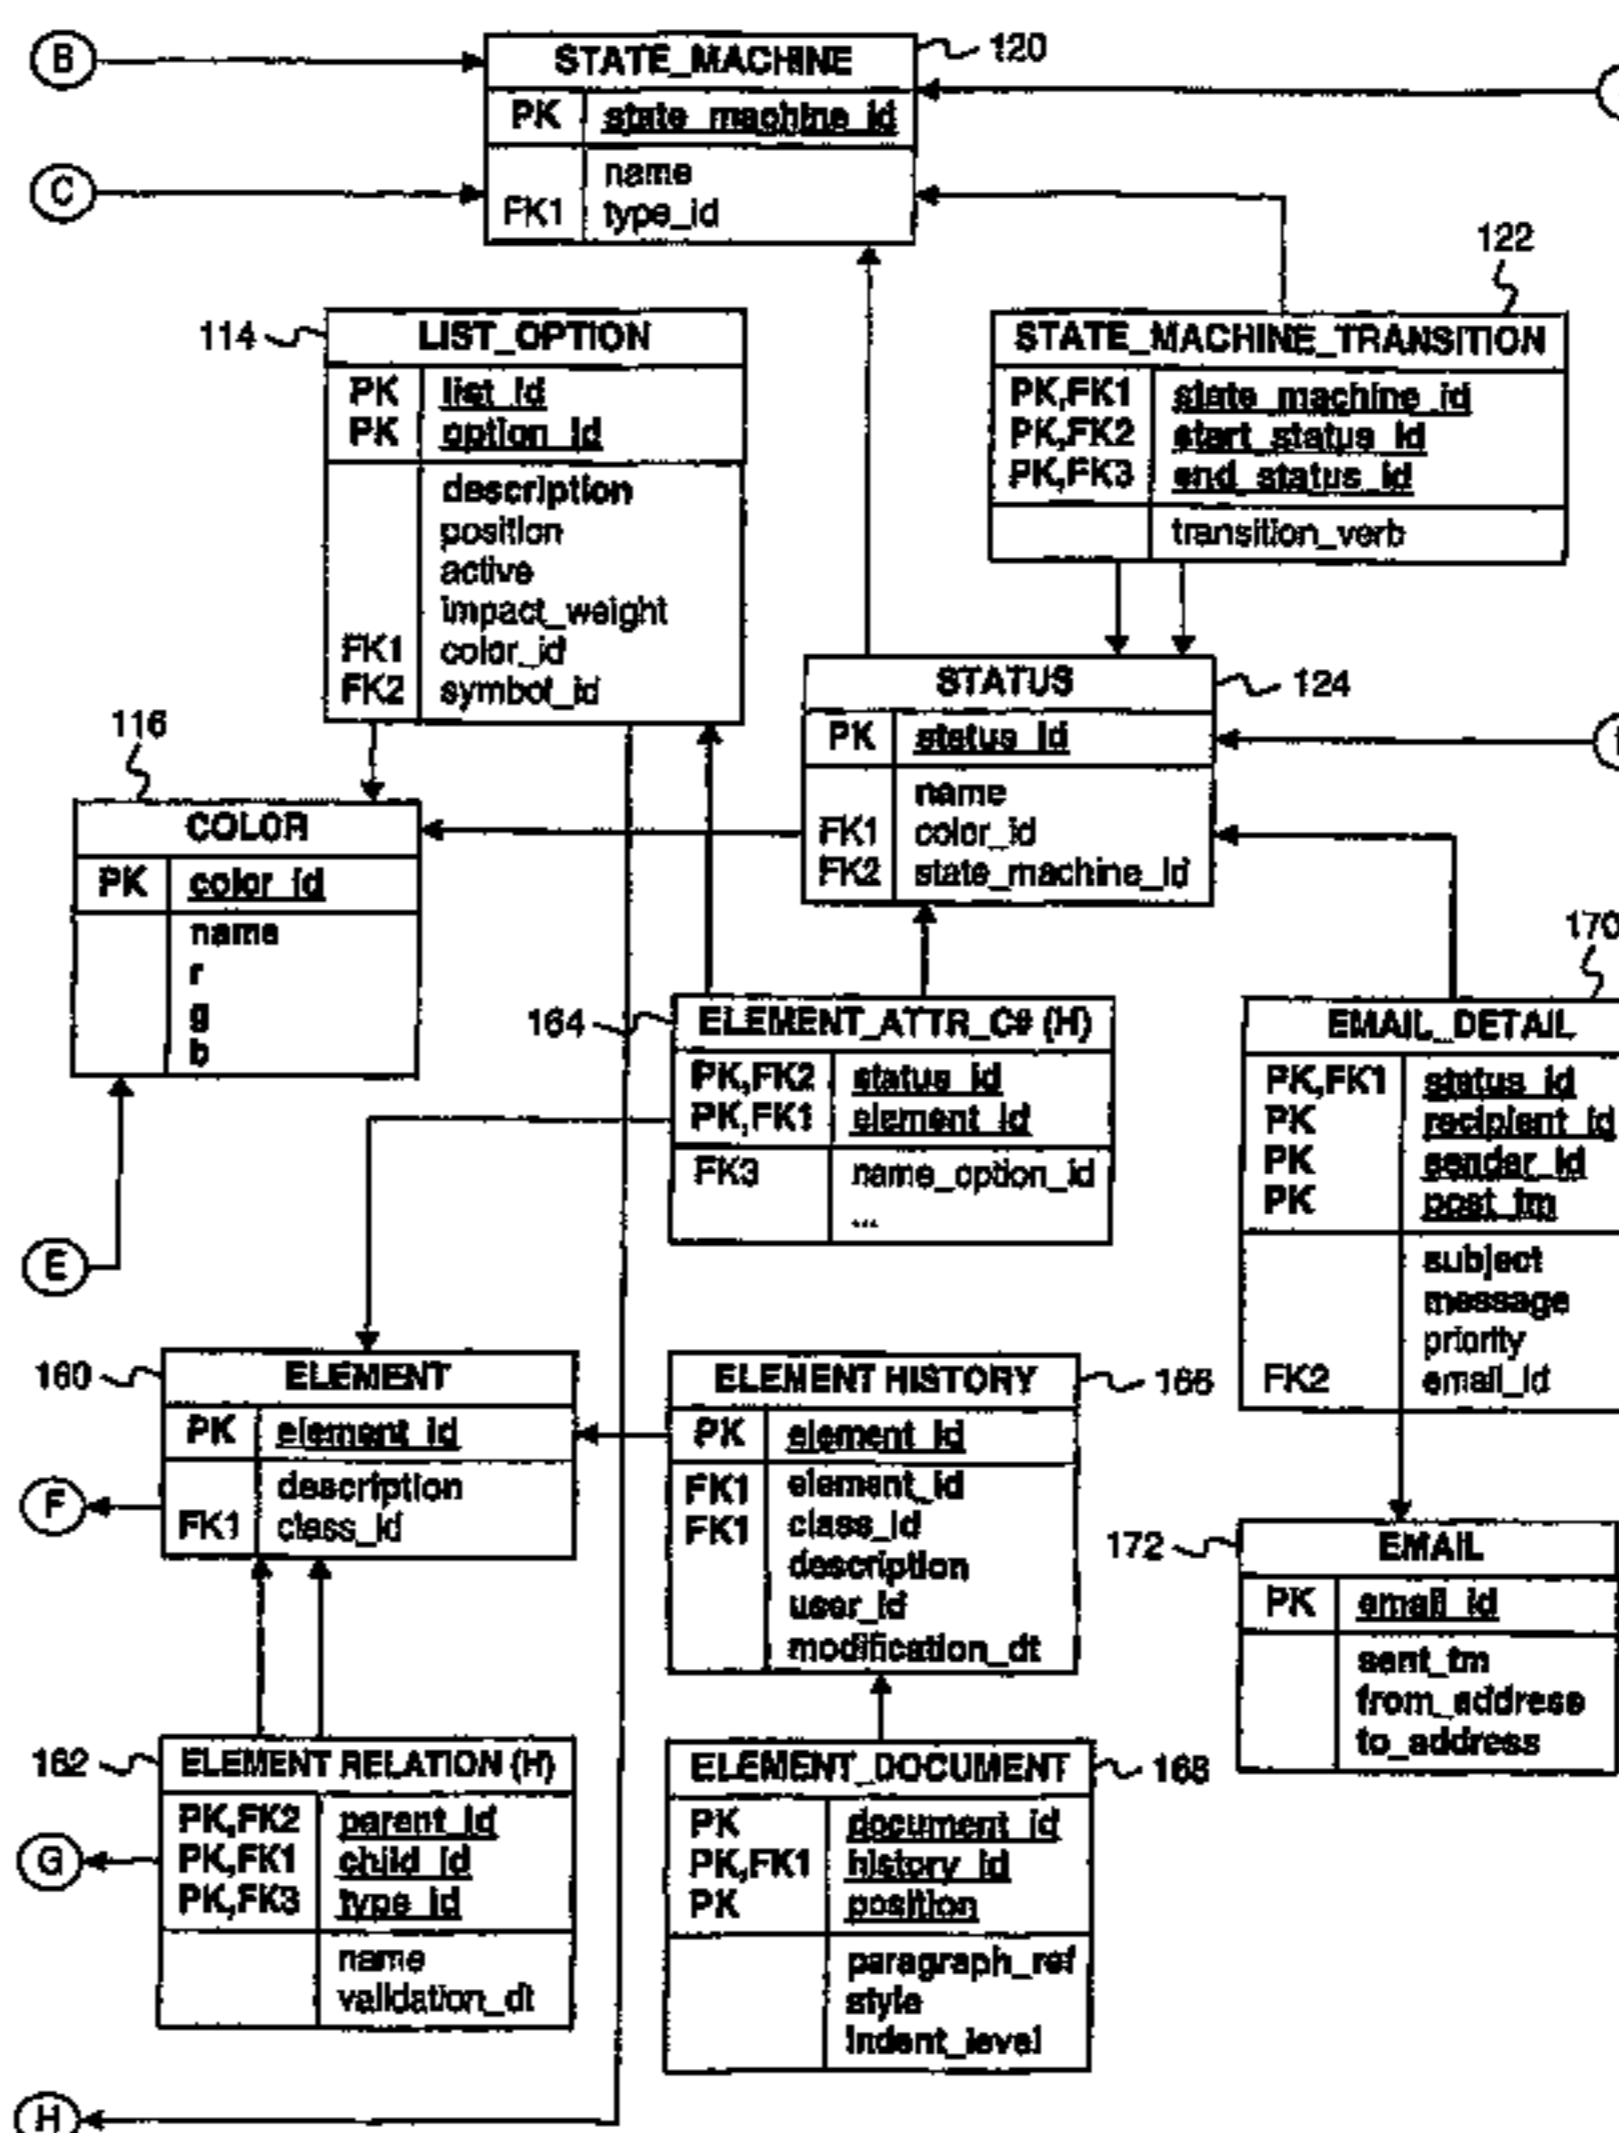 B
STATE_MACHINE
120
PK state_machine_id
C
name
FK1 type_id
122
114
LIST_OPTION
STATE_MACHINE_TRANSITION
PK list_id
PK option_id
PK,FK1 state_machine_id
PK,FK2 start_status_id
PK,FK3 end_status_id
description
position
active
impact_weight
FK1 color_id
FK2 symbol_id
transition_verb
STATUS
124
116
PK status_id
COLOR
name
FK1 color_id
FK2 state_machine_id
PK color_id
name
r
g
b
170
164
ELEMENT_ATTR_C# (H)
EMAIL_DETAIL
PK,FK2 status_id
PK,FK1 element_id
PK,FK1 status_id
PK recipient_id
PK sender_id
PK post_tm
FK3 name_option_id
...
E
subject
message
priority
FK2 email_id
160
ELEMENT
ELEMENT HISTORY
166
PK element_id
PK element_id
F
description
FK1 class_id
FK1 element_id
FK1 class_id
description
user_id
modification_dt
172
EMAIL
PK email_id
sent_tm
from_address
to_address
162
ELEMENT RELATION (H)
ELEMENT_DOCUMENT
168
PK,FK2 parent_id
PK,FK1 child_id
PK,FK3 type_id
G
PK document_id
PK,FK1 history_id
PK position
name
validation_dt
paragraph_ref
style
indent_level
H